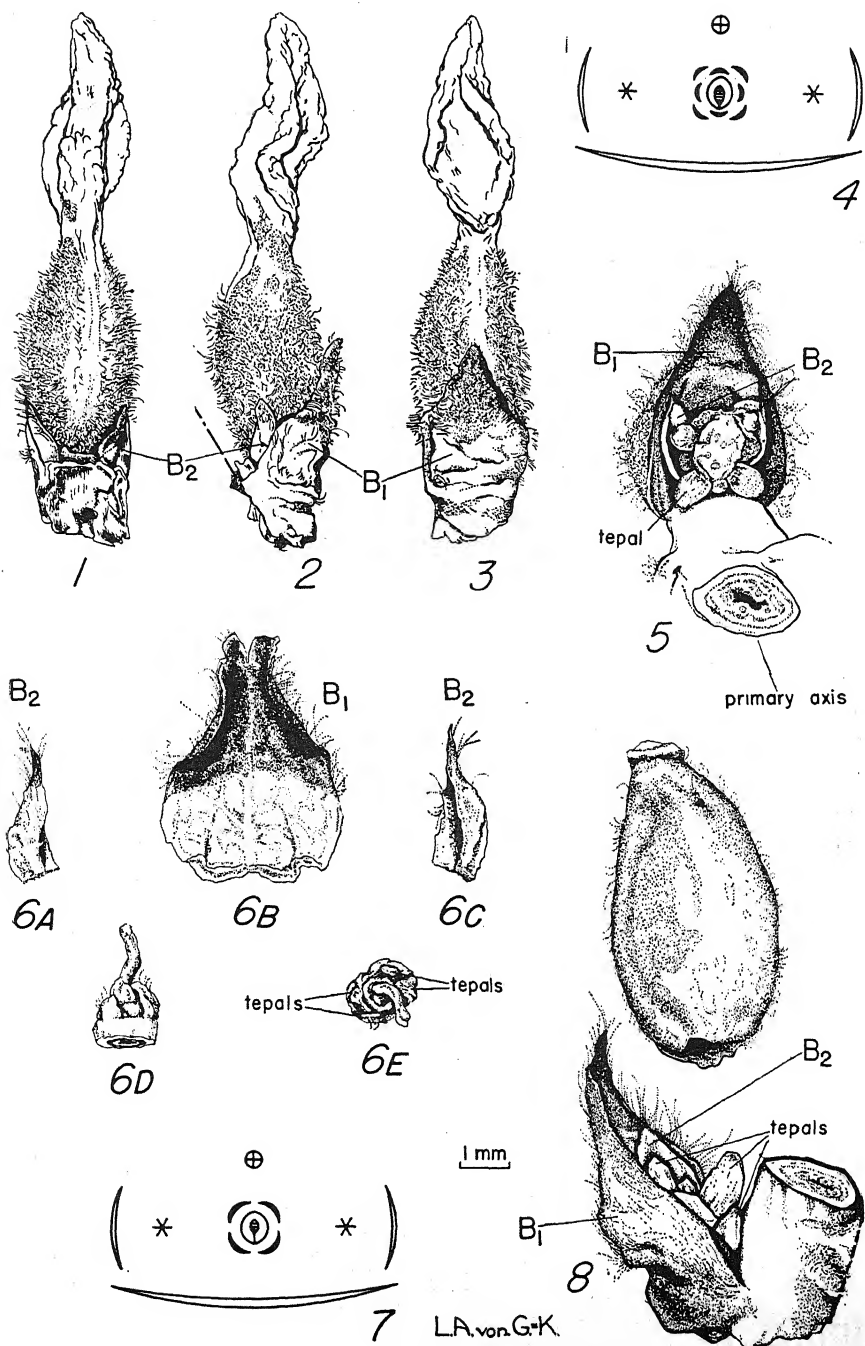 1
2
3
B₂
B₁
4
B₁
B₂
tepal
5
primary axis
B₂
6A
B₁
6B
B₂
6C
6D
tepals
tepals
6E
B₂
tepals
B₁
8
1 mm
7
L.A. von G.-K.